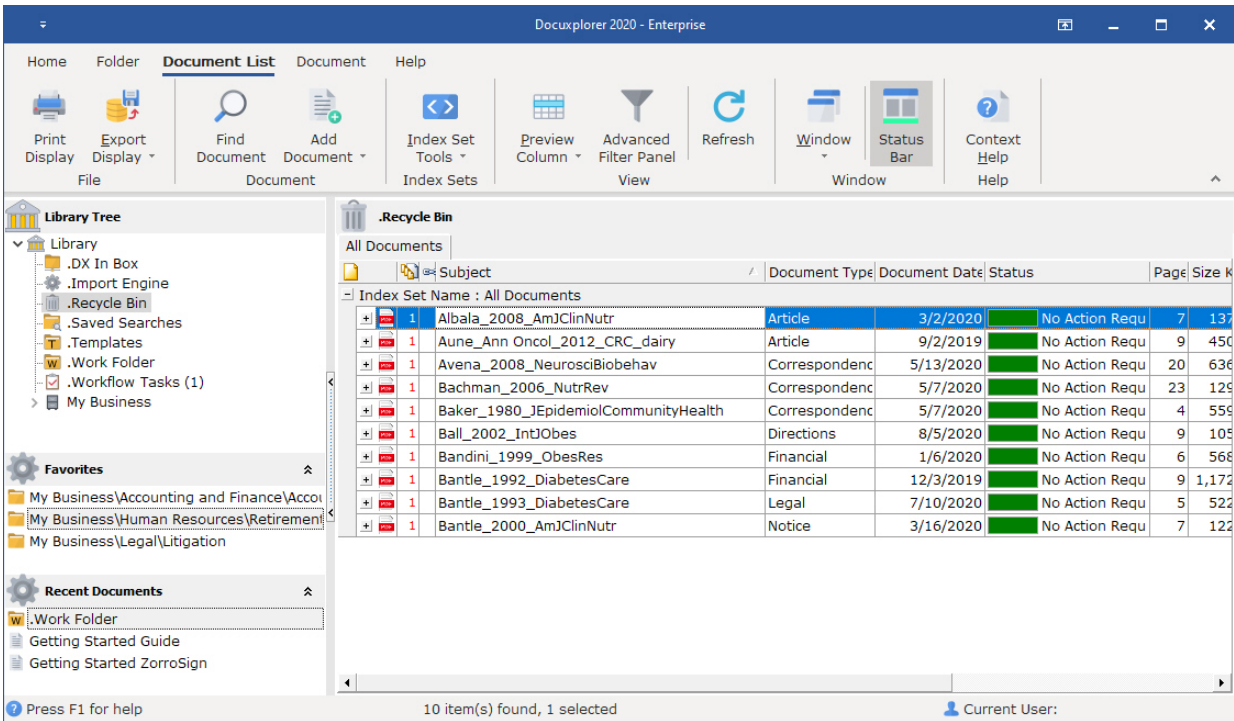 Docuxplorer 2020 - Enterprise
Home Folder Document List Document Help
Print Display
Export Display
Find Document
Add Document
Index Set Tools
Preview Column
Advanced Filter Panel
Refresh
Window
Status Bar
Context Help
File Document Index Sets View Window Help
Library Tree
Library
.DX In Box
.Import Engine
.Recycle Bin
.Saved Searches
.Templates
.Work Folder
.Workflow Tasks (1)
My Business
Favorites
My Business\Accounting and Finance\Accou
My Business\Human Resources\Retirement
My Business\Legal\Litigation
Recent Documents
.Work Folder
Getting Started Guide
Getting Started ZorroSign
.Recycle Bin
All Documents
Subject Document Type Document Date Status Page Size K
Index Set Name : All Documents
1 Albala_2008_AmJClinNutr Article 3/2/2020 No Action Requ 7 137
1 Aune_Ann Oncol_2012_CRC_dairy Article 9/2/2019 No Action Requ 9 450
1 Avena_2008_NeurosciBiobehav Correspondenc 5/13/2020 No Action Requ 20 636
1 Bachman_2006_NutrRev Correspondenc 5/7/2020 No Action Requ 23 129
1 Baker_1980_JEpidemiolCommunityHealth Correspondenc 5/7/2020 No Action Requ 4 559
1 Ball_2002_IntJObes Directions 8/5/2020 No Action Requ 9 105
1 Bandini_1999_ObesRes Financial 1/6/2020 No Action Requ 6 568
1 Bantle_1992_DiabetesCare Financial 12/3/2019 No Action Requ 9 1,172
1 Bantle_1993_DiabetesCare Legal 7/10/2020 No Action Requ 5 522
1 Bantle_2000_AmJClinNutr Notice 3/16/2020 No Action Requ 7 122
Press F1 for help 10 item(s) found, 1 selected Current User: